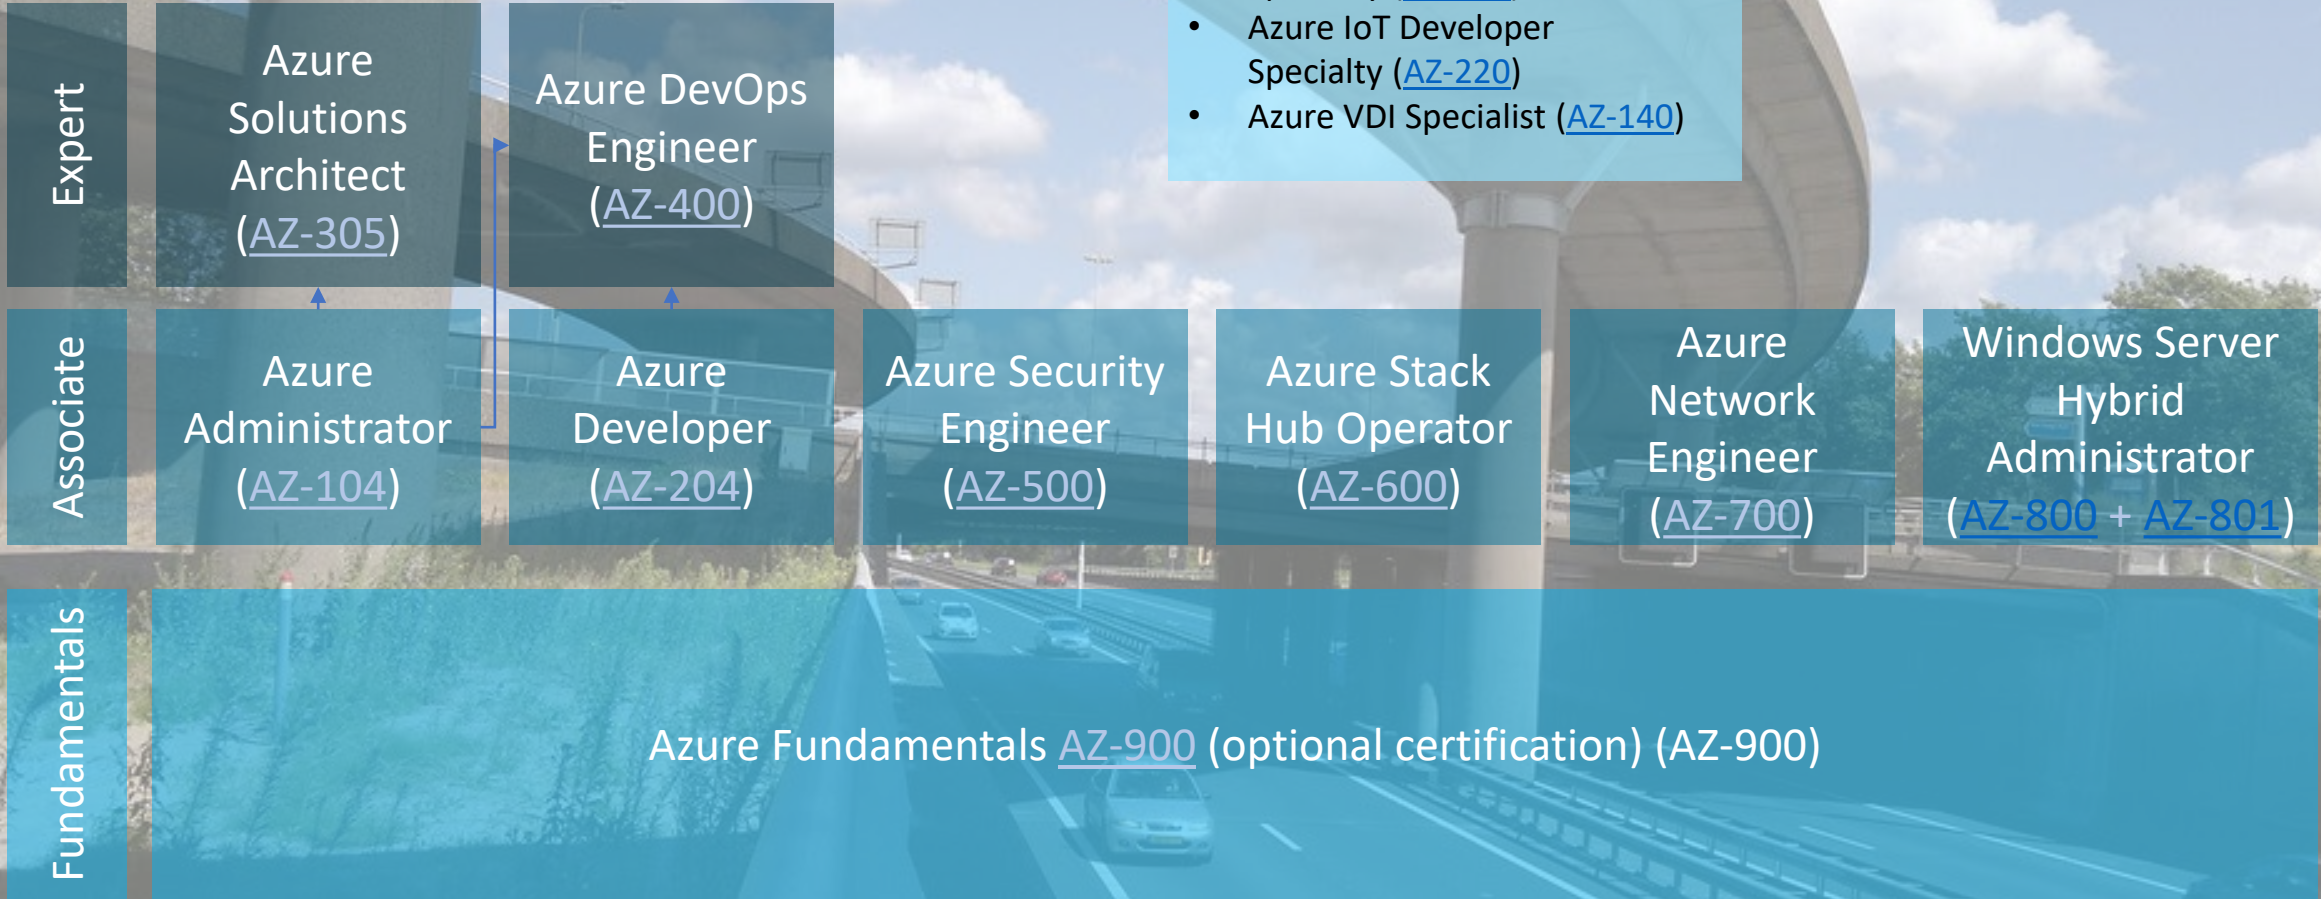 • Azure IoT Developer
Specialty (AZ-220)
• Azure VDI Specialist (AZ-140)
Expert
Azure
Solutions
Architect
(AZ-305)
Azure DevOps
Engineer
(AZ-400)
Associate
Azure
Administrator
(AZ-104)
Azure
Developer
(AZ-204)
Azure Security
Engineer
(AZ-500)
Azure Stack
Hub Operator
(AZ-600)
Azure
Network
Engineer
(AZ-700)
Windows Server
Hybrid
Administrator
(AZ-800 + AZ-801)
Fundamentals
Azure Fundamentals AZ-900 (optional certification) (AZ-900)